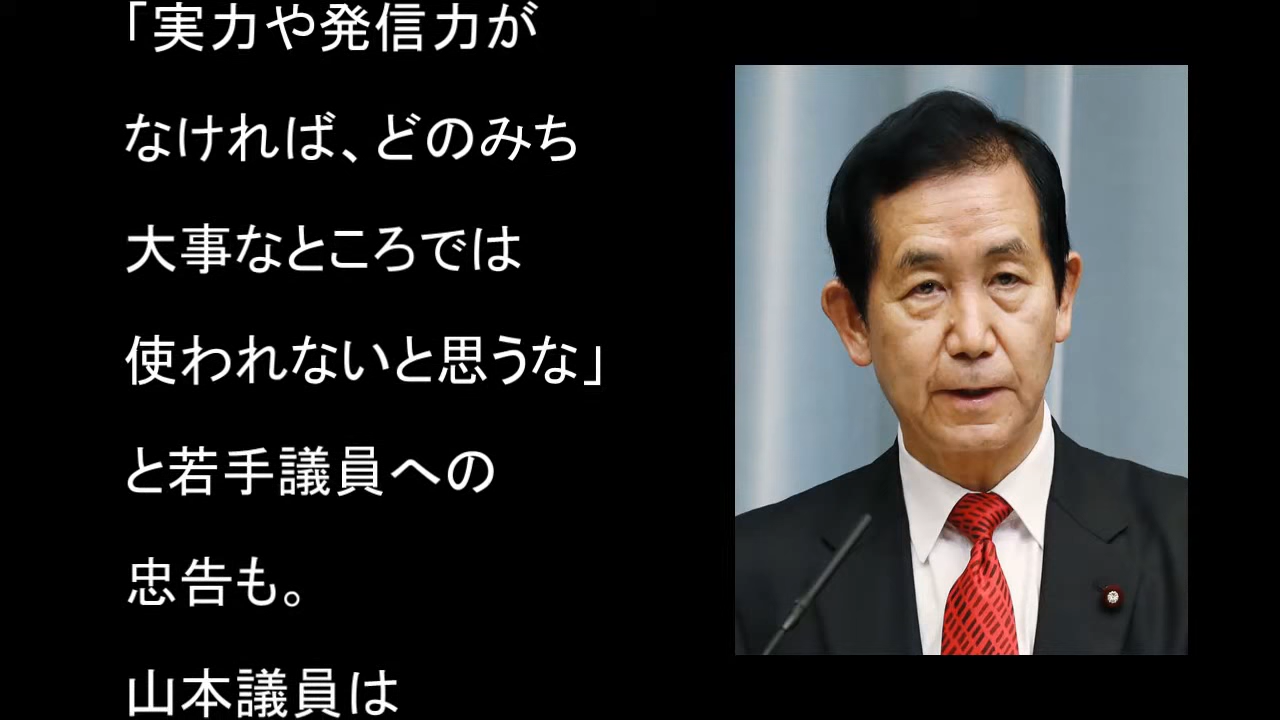 「実力や発信力が
なければ、どのみち
大事なところでは
使われないと思うな」
と若手議員への
忠告も。
山本議員は